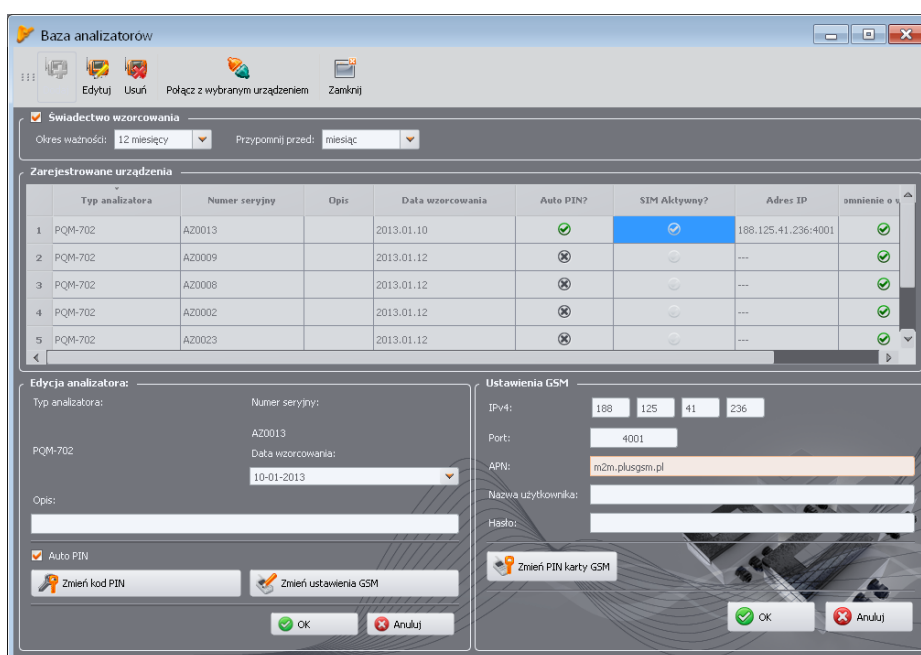 Baza analizatorów
Edytuj Usuń Połącz z wybranym urządzeniem Zamknij
Świadectwo wzorcowania
Okres ważności: 12 miesięcy Przypomnij przed: miesiąc
Zarejestrowane urządzenia
Typ analizatora Numer seryjny Opis Data wzorcowania Auto PIN? SIM Aktywny? Adres IP omnienie o
1 PQM-702 AZ0013 2013.01.10 188.125.41.236:4001
2 PQM-702 AZ0009 2013.01.12 ---
3 PQM-702 AZ0008 2013.01.12 ---
4 PQM-702 AZ0002 2013.01.12 ---
5 PQM-702 AZ0023 2013.01.12 ---
Edycja analizatora:
Typ analizatora: Numer seryjny:
AZ0013
PQM-702
Data wzorcowania:
10-01-2013
Opis:
Auto PIN
Zmień kod PIN Zmień ustawienia GSM
OK Anuluj
Ustawienia GSM
IPv4: 188 125 41 236
Port: 4001
APN: m2m.plusgsm.pl
Nazwa użytkownika:
Hasło:
Zmień PIN karty GSM
OK Anuluj